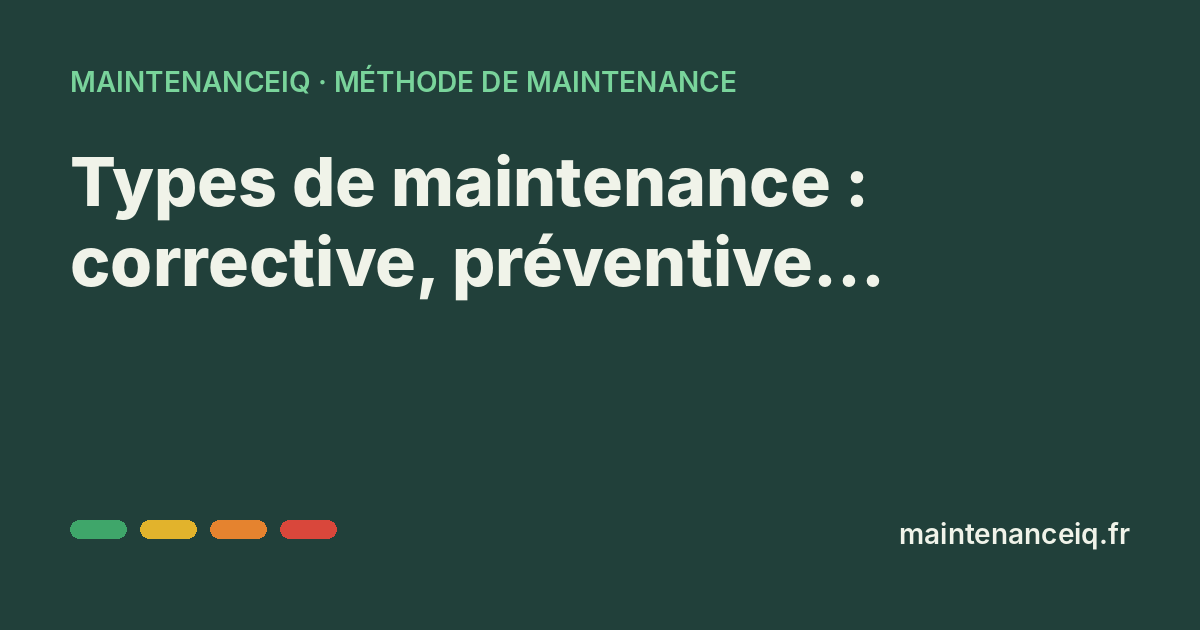 MAINTENANCEIQ · MÉTHODE DE MAINTENANCE
Types de maintenance :
corrective, préventive…
maintenanceiq.fr